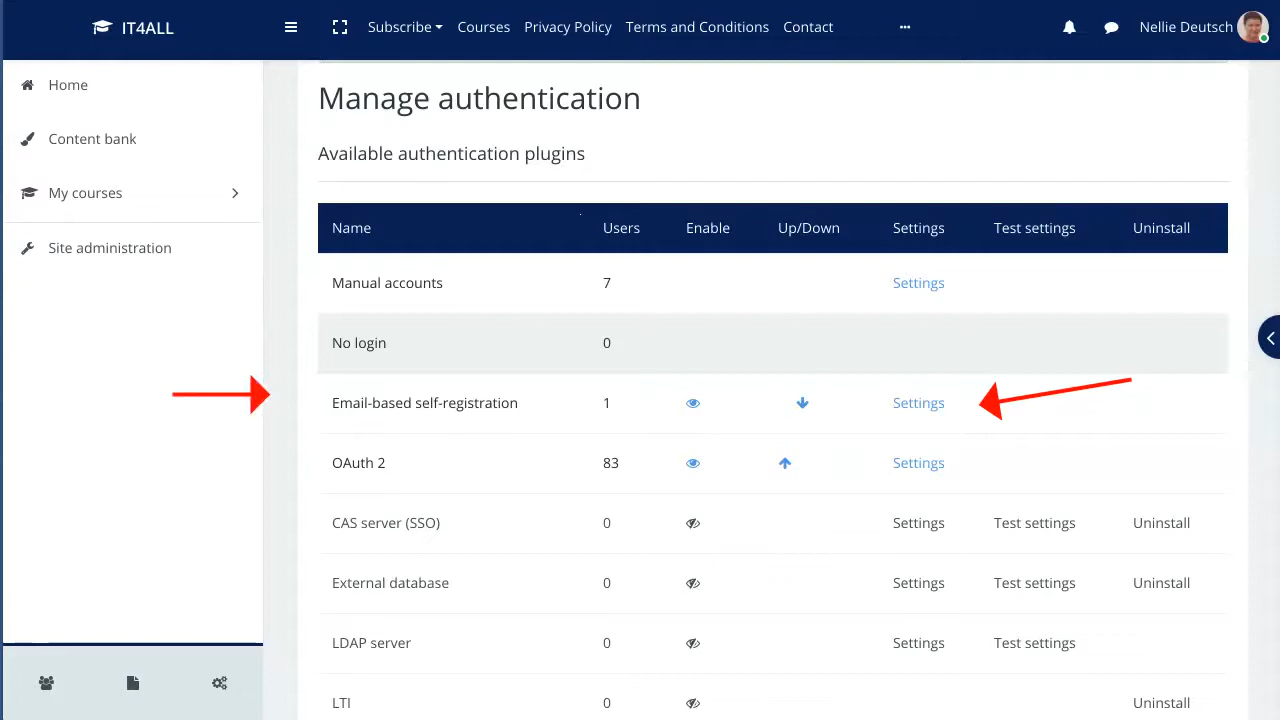 IT4ALL Subscribe Courses Privacy Policy Terms and Conditions Contact Nellie Deutsch
Home
Content bank
My courses
Site administration
Manage authentication
Available authentication plugins
Name Users Enable Up/Down Settings Test settings Uninstall
Manual accounts 7 Settings
No login 0
Email-based self-registration 1 Settings
OAuth 2 83 Settings
CAS server (SSO) 0 Settings Test settings Uninstall
External database 0 Settings Test settings Uninstall
LDAP server 0 Settings Test settings
LTI 0 Uninstall